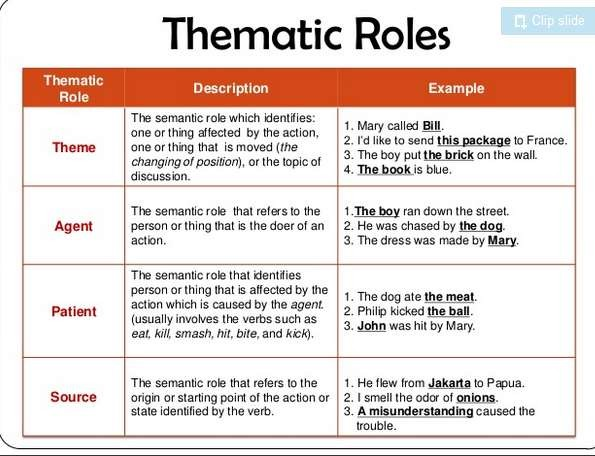 Clip slide
Thematic Roles
Thematic
Role
Description
Example
Theme
The semantic role which identifies:
one or thing affected by the action,
one or thing that is moved (the
changing of position), or the topic of
discussion.
1. Mary called Bill.
2. I'd like to send this package to France.
3. The boy put the brick on the wall.
4. The book is blue.
Agent
The semantic role that refers to the
person or thing that is the doer of an
action.
1.The boy ran down the street.
2. He was chased by the dog.
3. The dress was made by Mary.
Patient
The semantic role that identifies
person or thing that is affected by the
action which is caused by the agent.
(usually involves the verbs such as
eat, kill, smash, hit, bite, and kick).
1. The dog ate the meat.
2. Philip kicked the ball.
3. John was hit by Mary.
Source
The semantic role that refers to the
origin or starting point of the action or
state identified by the verb.
1. He flew from Jakarta to Papua.
2. I smell the odor of onions.
3. A misunderstanding caused the
trouble.